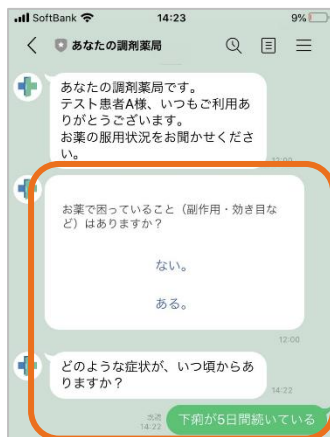 SoftBank 14:23 9%
あなたの調剤薬局
あなたの調剤薬局です。
テスト患者A様、いつもご利用あ
りがとうございます。
お薬の服用状況をお聞かせくださ
い。
12:00
お薬で困っていること（副作用・効き目な
ど）はありますか？
ない。
ある。
12:00
どのような症状が、いつ頃からあ
りますか？
14:22
下痢が5日間続いている
14:22